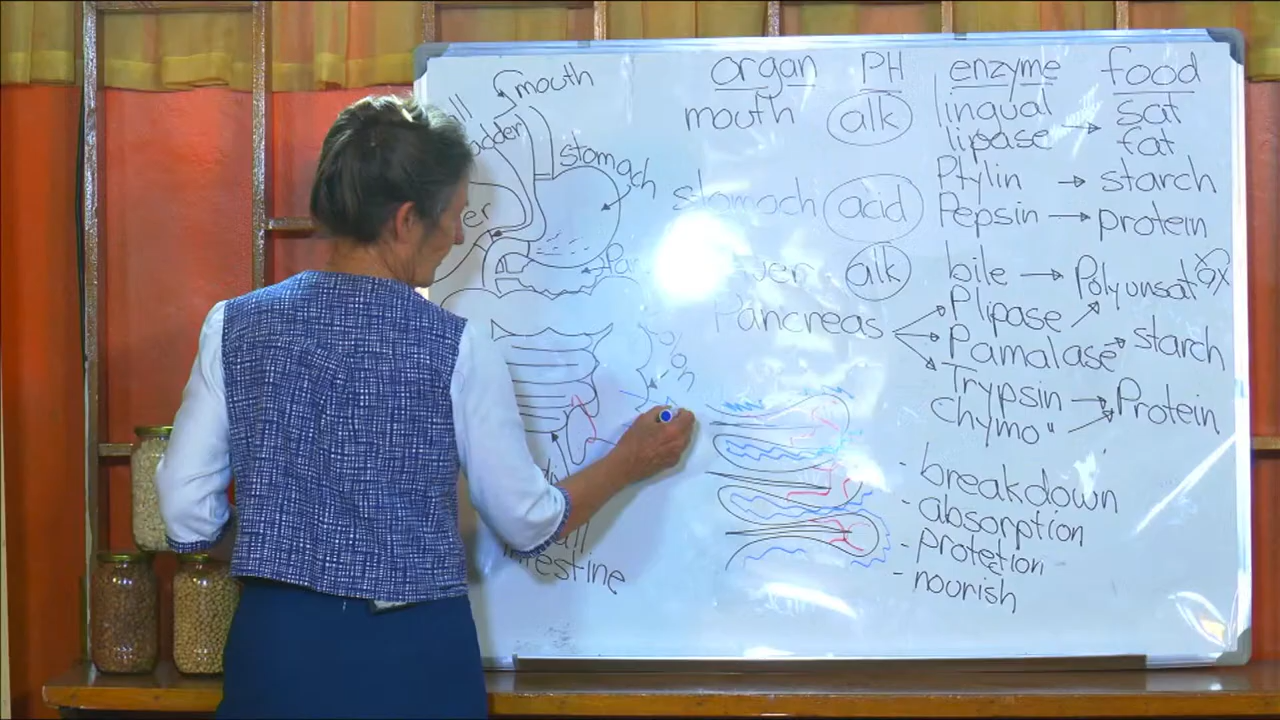 mouth
stomach
intestine
organ PH enzyme food
mouth alk lingual lipase → sat fat
Ptylin → starch
stomach acid Pepsin → protein
alk bile → Polyunsat
Pancreas Plipase
Pamalase → starch
Trypsin → Protein
chymo "
- breakdown
- absorption
- protection
- nourish